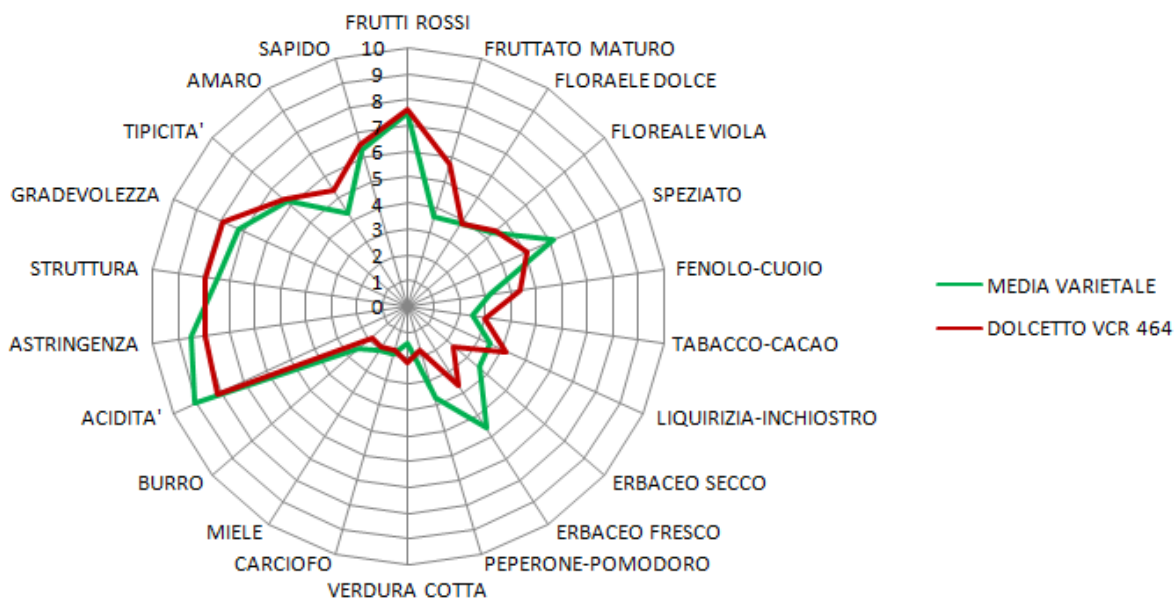 FRUTTI ROSSI
FRUTTATO MATURO
FLORAELE DOLCE
FLOREALE VIOLA
SPEZIATO
FENOLO-CUOIO
TABACCO-CACAO
LIQUIRIZIA-INCHIOSTRO
ERBACEO SECCO
ERBACEO FRESCO
PEPERONE-POMODORO
VERDURA COTTA
CARCIOFO
MIELE
BURRO
ACIDITA'
ASTRINGENZA
STRUTTURA
GRADEVOLEZZA
TIPICITA'
AMARO
SAPIDO
10
9
8
7
6
5
4
3
2
1
0
MEDIA VARIETALE
DOLCETTO VCR 464